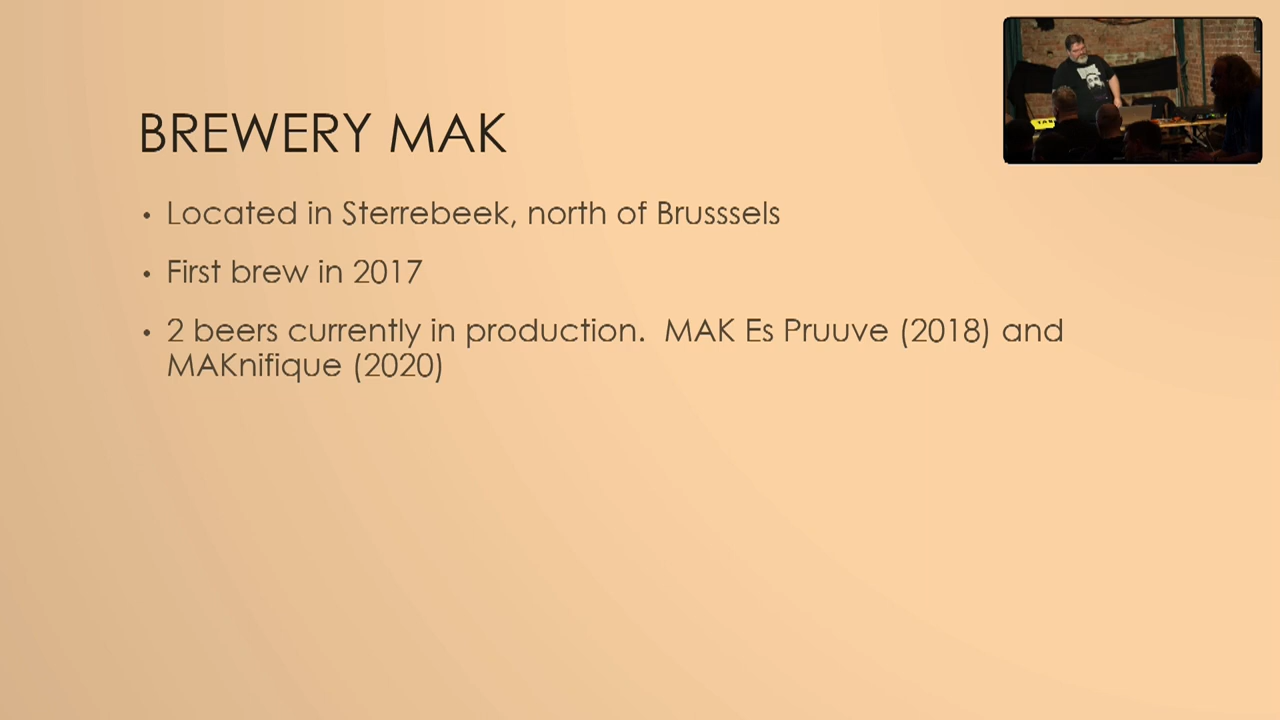 BREWERY MAK
• Located in Sterrebeek, north of Brusssels
• First brew in 2017
• 2 beers currently in production.  MAK Es Pruuve (2018) and
MAKnifique (2020)